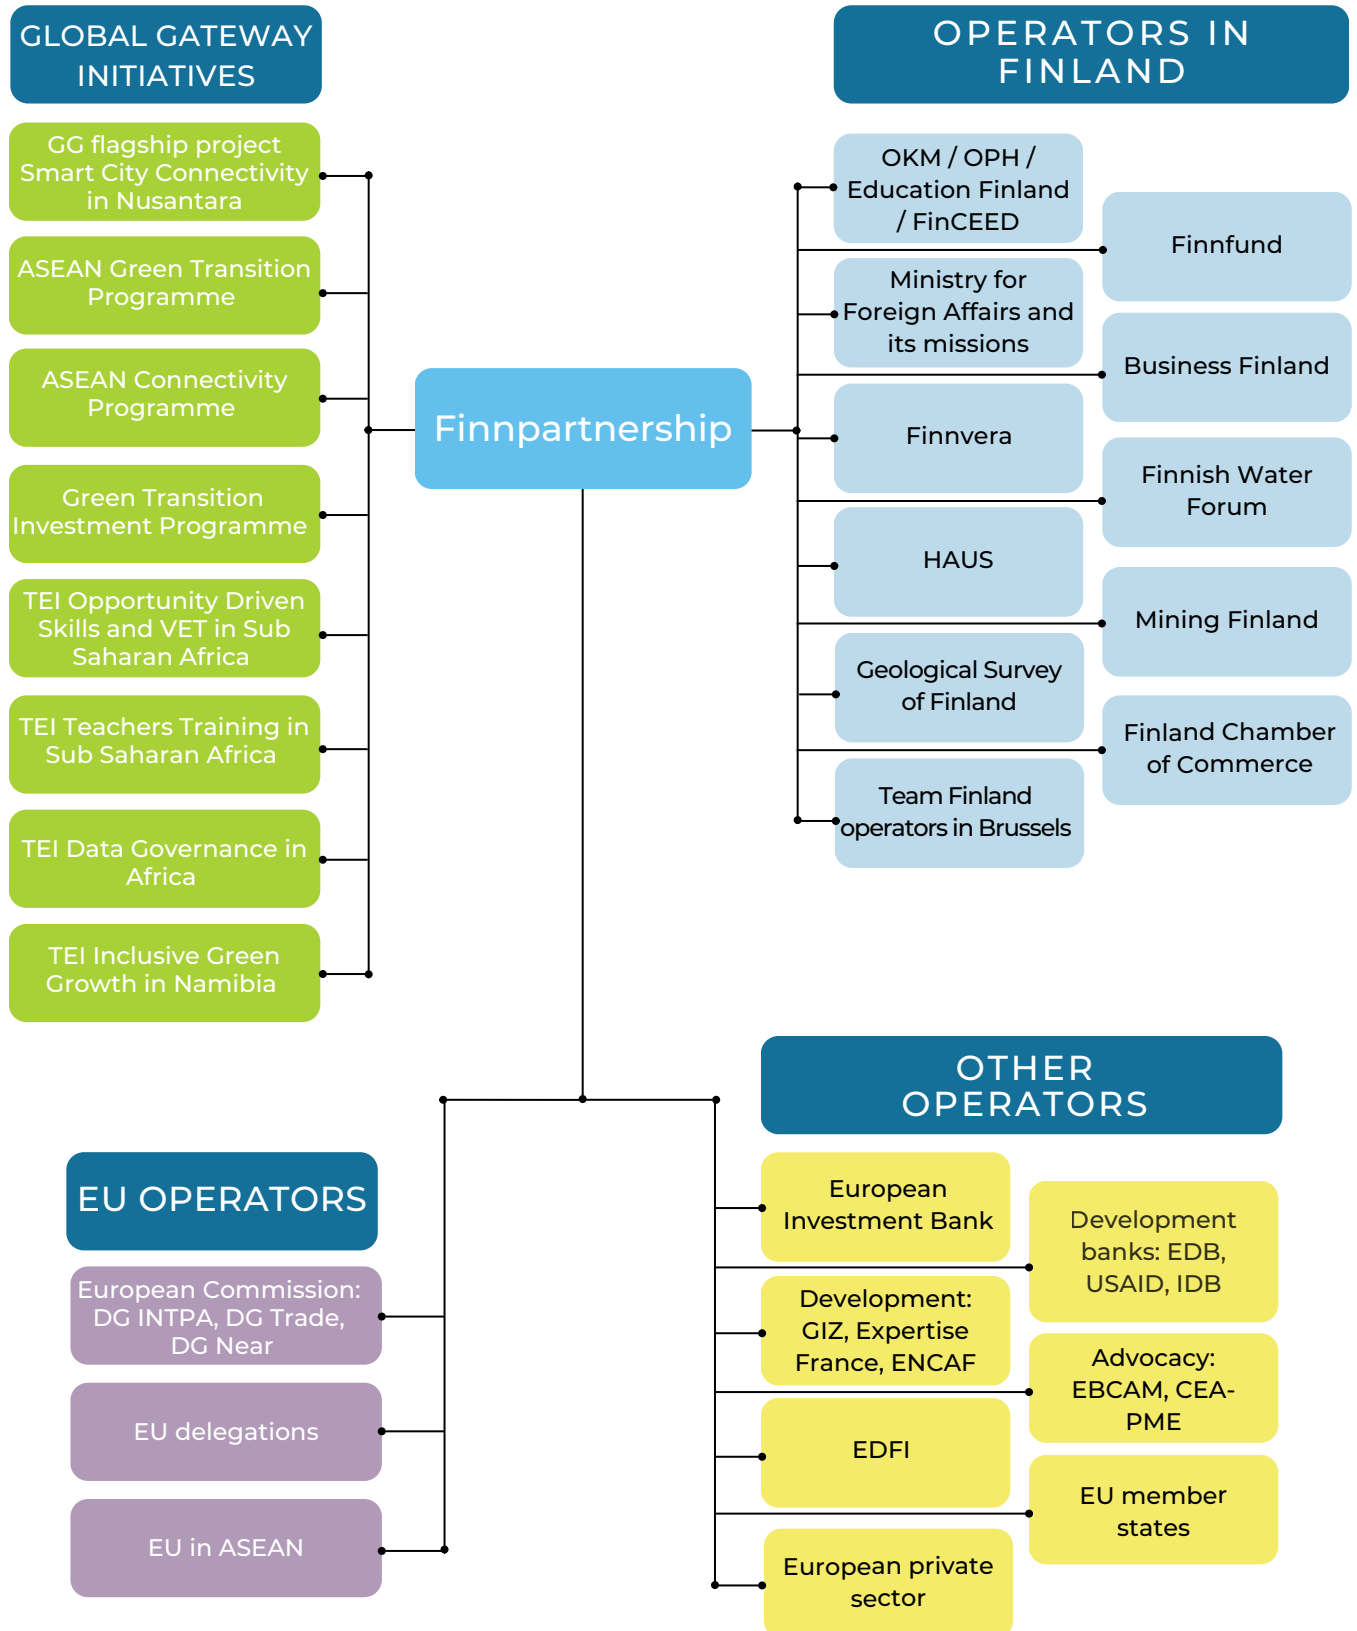 GLOBAL GATEWAY
INITIATIVES
GG flagship project
Smart City Connectivity
in Nusantara
ASEAN Green Transition
Programme
ASEAN Connectivity
Programme
Green Transition
Investment Programme
TEI Opportunity Driven
Skills and VET in Sub
Saharan Africa
TEI Teachers Training in
Sub Saharan Africa
TEI Data Governance in
Africa
TEI Inclusive Green
Growth in Namibia
Finnpartnership
OPERATORS IN
FINLAND
OKM / OPH /
Education Finland
/ FinCEED
Finnfund
Ministry for
Foreign Affairs and
its missions
Business Finland
Finnvera
Finnish Water
Forum
HAUS
Mining Finland
Geological Survey
of Finland
Finland Chamber
of Commerce
Team Finland
operators in Brussels
EU OPERATORS
European Commission:
DG INTPA, DG Trade,
DG Near
EU delegations
EU in ASEAN
OTHER
OPERATORS
European
Investment Bank
Development
banks: EDB,
USAID, IDB
Development:
GIZ, Expertise
France, ENCAF
Advocacy:
EBCAM, CEA-
PME
EDFI
EU member
states
European private
sector